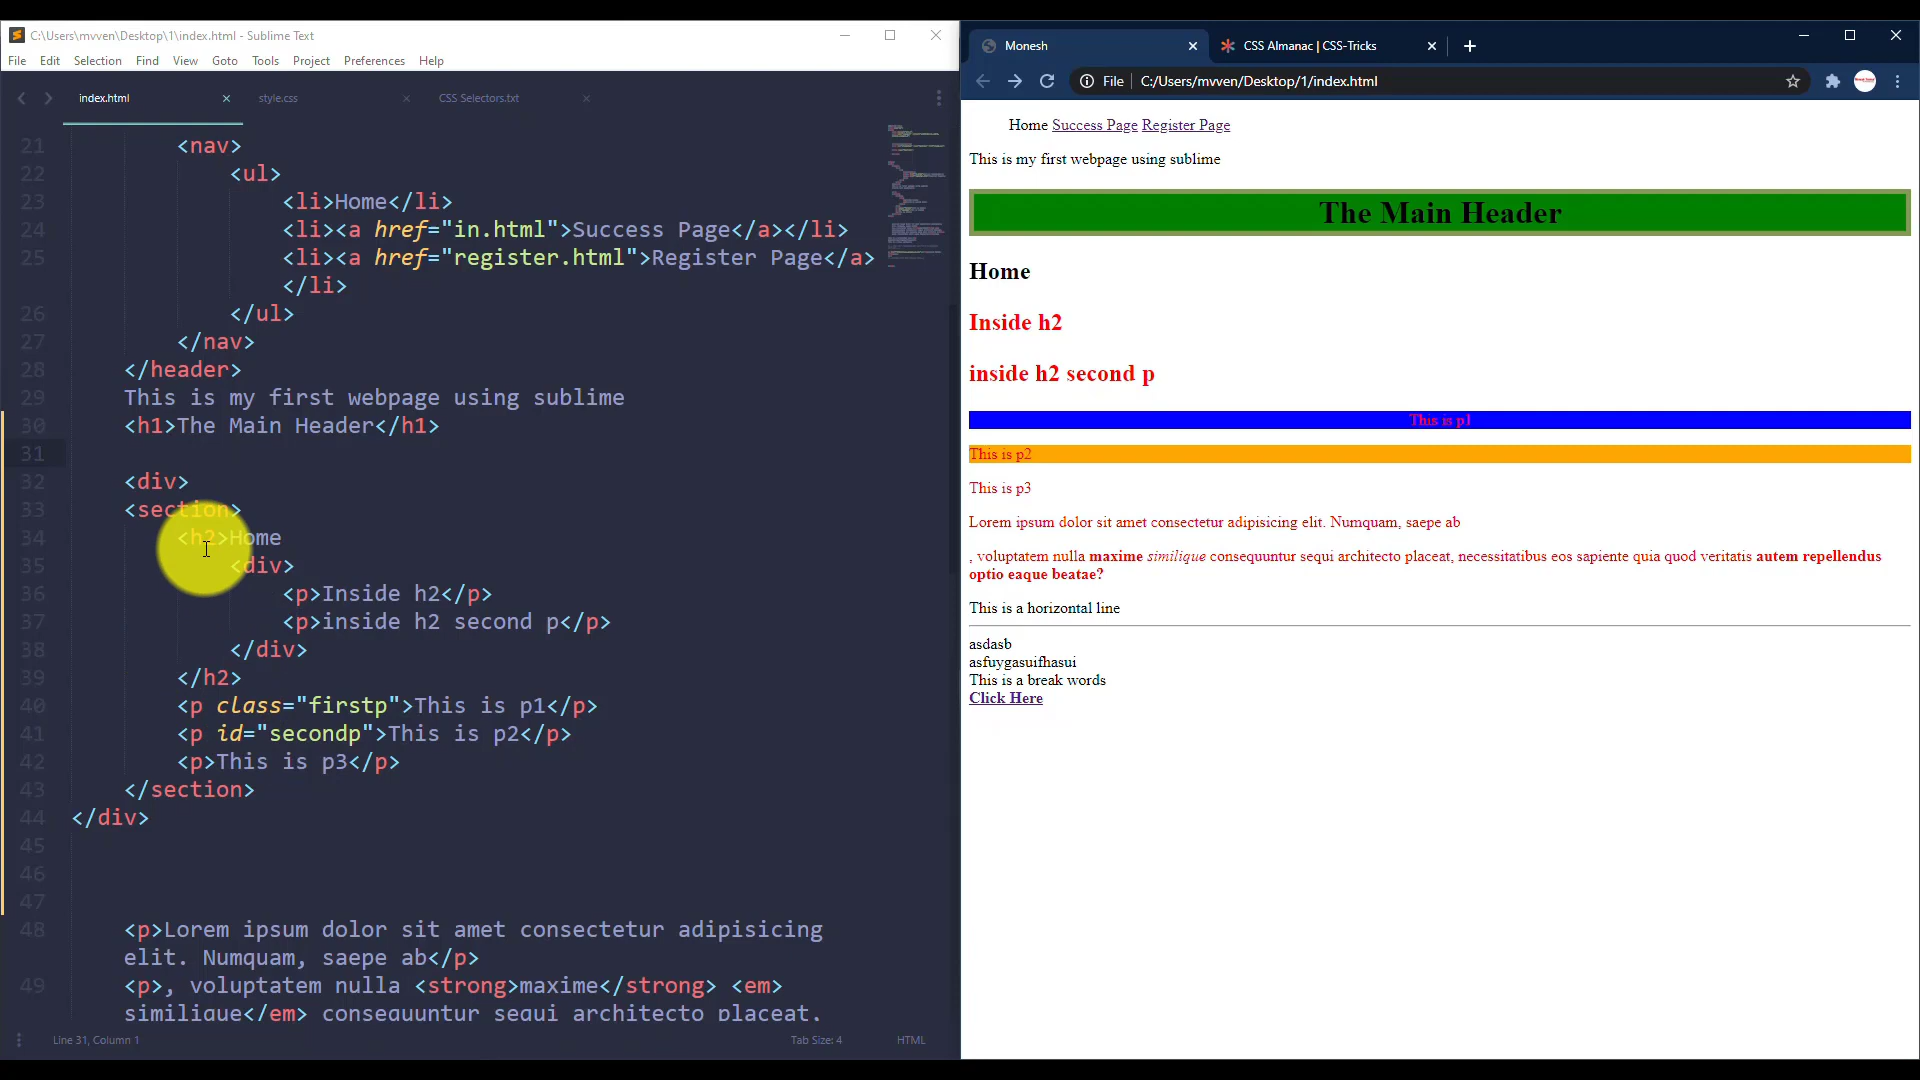 C:\Users\mvven\Desktop\1\index.html - Sublime Text
File Edit Selection Find View Goto Tools Project Preferences Help
index.html
style.css
CSS Selectors.txt
21 <nav>
22 <ul>
23 <li>Home</li>
24 <li><a href="in.html">Success Page</a></li>
25 <li><a href="register.html">Register Page</a>
</li>
26 </ul>
27 </nav>
28 </header>
29 This is my first webpage using sublime
30 <h1>The Main Header</h1>
31
32 <div>
33 <section>
34 <h2>Home
35 <div>
36 <p>Inside h2</p>
37 <p>inside h2 second p</p>
38 </div>
39 </h2>
40 <p class="firstp">This is p1</p>
41 <p id="secondp">This is p2</p>
42 <p>This is p3</p>
43 </section>
44 </div>
45
46
47
48 <p>Lorem ipsum dolor sit amet consectetur adipisicing
elit. Numquam, saepe ab</p>
49 <p>, voluptatem nulla <strong>maxime</strong> <em>
similique</em> consequuntur sequi architecto placeat,
Line 31, Column 1
Tab Size: 4
HTML
Monesh
CSS Almanac | CSS-Tricks
File C:/Users/mvven/Desktop/1/index.html
Home Success Page Register Page
This is my first webpage using sublime
The Main Header
Home
Inside h2
inside h2 second p
This is p1
This is p2
This is p3
Lorem ipsum dolor sit amet consectetur adipisicing elit. Numquam, saepe ab
, voluptatem nulla maxime similique consequuntur sequi architecto placeat, necessitatibus eos sapiente quia quod veritatis autem repellendus
optio eaque beatae?
This is a horizontal line
asdasb
asfuygasuifhasui
This is a break words
Click Here